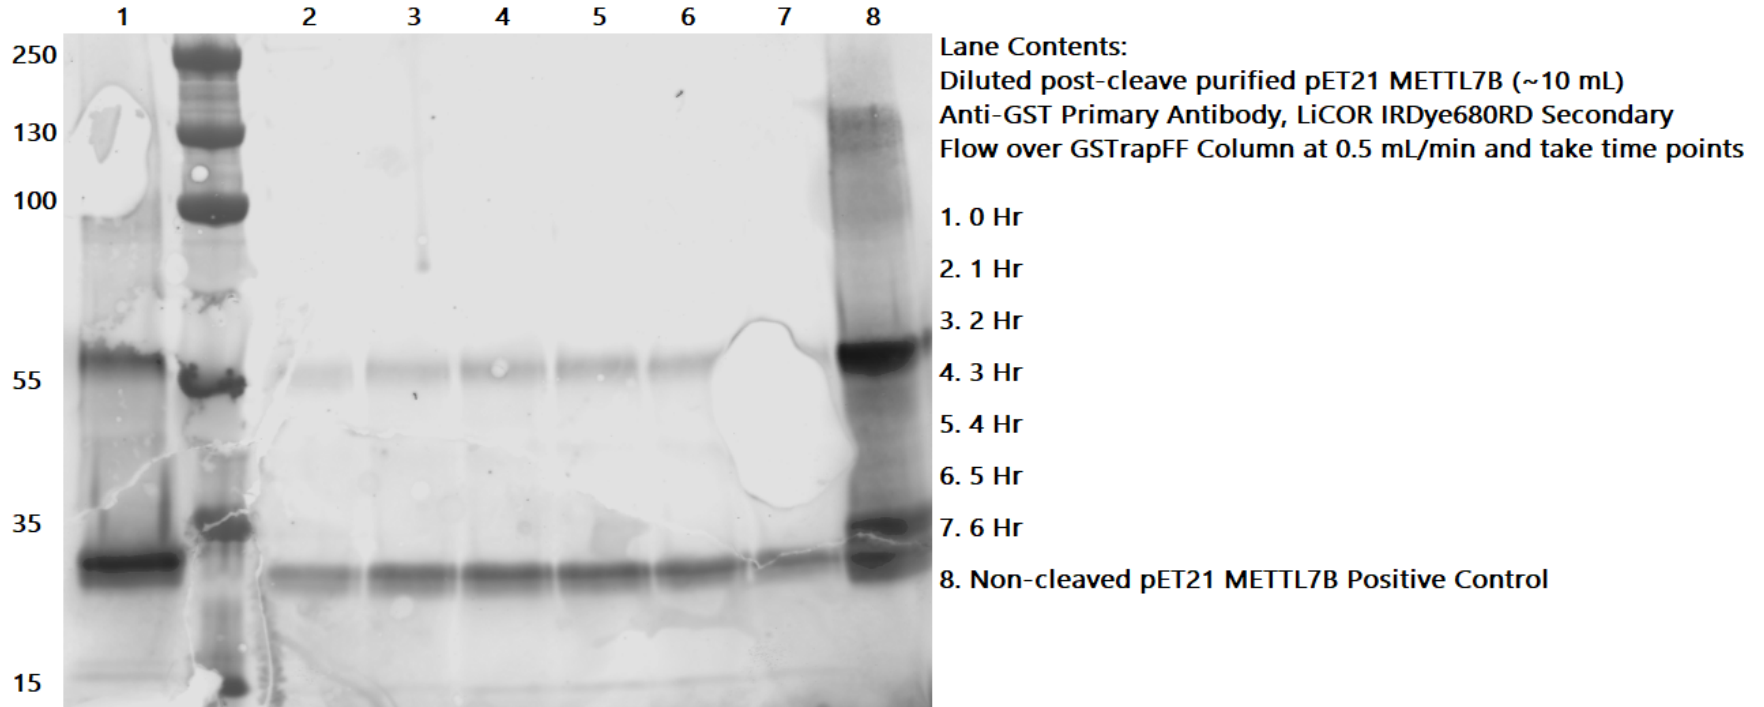 1 2 3 4 5 6 7 8
250
130
100
55
35
15
Lane Contents:
Diluted post-cleave purified pET21 METTL7B (~10 mL)
Anti-GST Primary Antibody, LiCOR IRDye680RD Secondary
Flow over GSTrapFF Column at 0.5 mL/min and take time points
1. 0 Hr
2. 1 Hr
3. 2 Hr
4. 3 Hr
5. 4 Hr
6. 5 Hr
7. 6 Hr
8. Non-cleaved pET21 METTL7B Positive Control